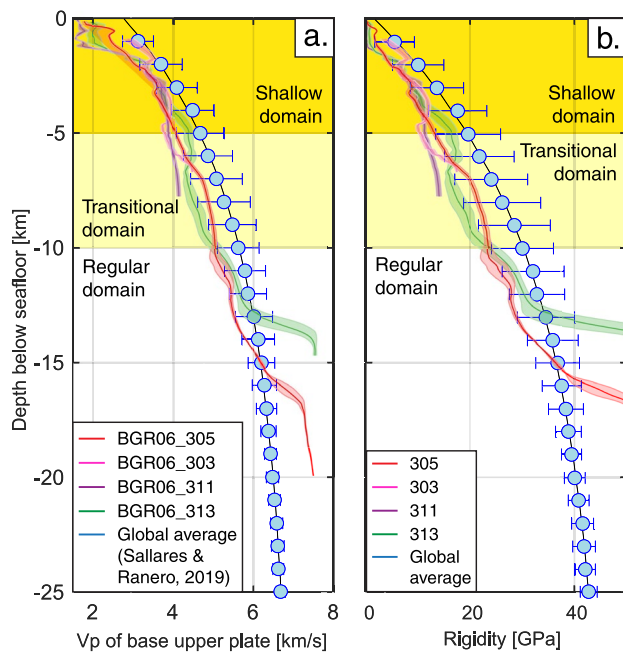 a.
b.
0
-5
-10
-15
-20
-25
Depth below seafloor [km]
Shallow
domain
Transitional
domain
Regular
domain
BGR06_305
BGR06_303
BGR06_311
BGR06_313
Global average
(Sallares &
Ranero, 2019)
2
4
6
8
Vp of base upper plate [km/s]
Shallow
domain
Transitional
domain
Regular
domain
305
303
311
313
Global
average
0
20
40
Rigidity [GPa]